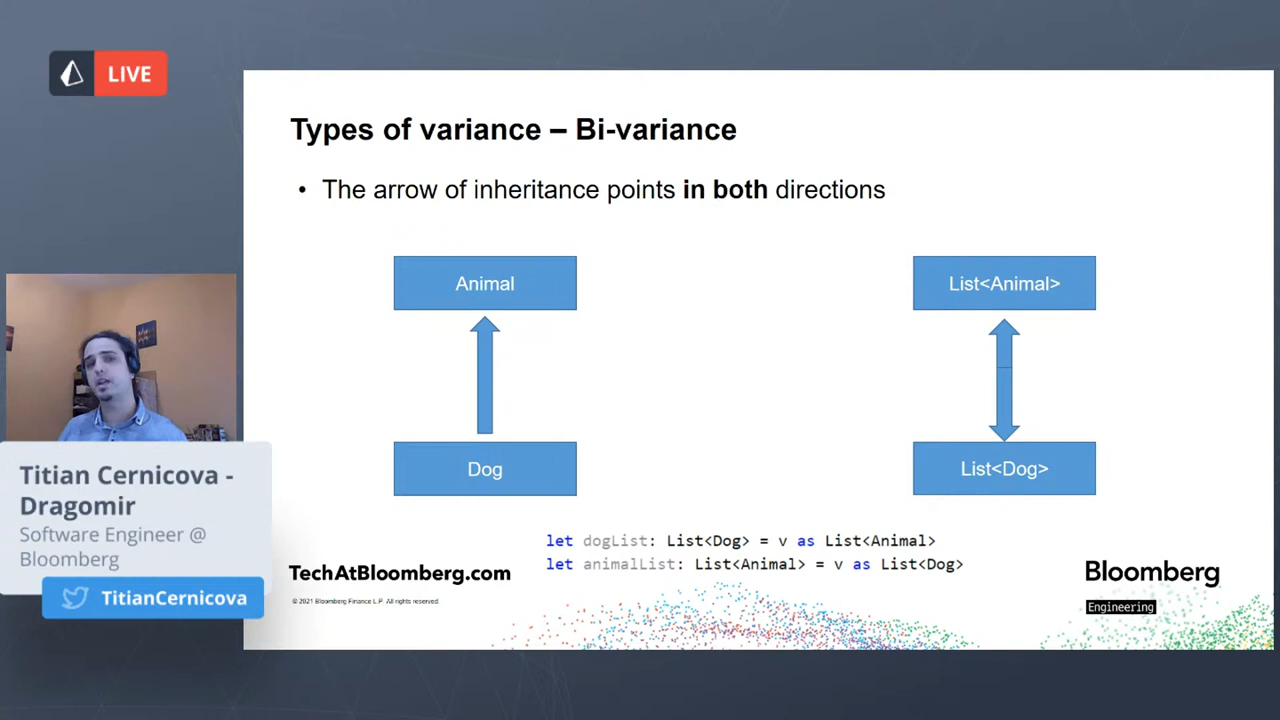 LIVE
Types of variance – Bi-variance
• The arrow of inheritance points in both directions
Animal
List<Animal>
Dog
List<Dog>
let dogList: List<Dog> = v as List<Animal>
let animalList: List<Animal> = v as List<Dog>
TechAtBloomberg.com
© 2021 Bloomberg Finance L.P. All rights reserved.
Bloomberg
Engineering
Titian Cernicova -
Dragomir
Software Engineer @
Bloomberg
TitianCernicova